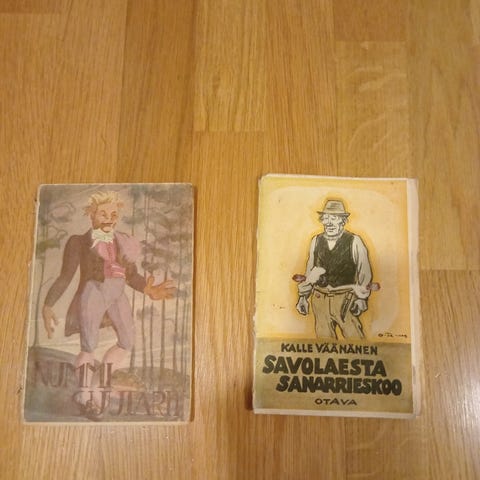 NUMMI
SUUTARIT
KALLE VÄÄNÄNEN
SAVOLAESTA
SANARRIESKOO
OTAVA